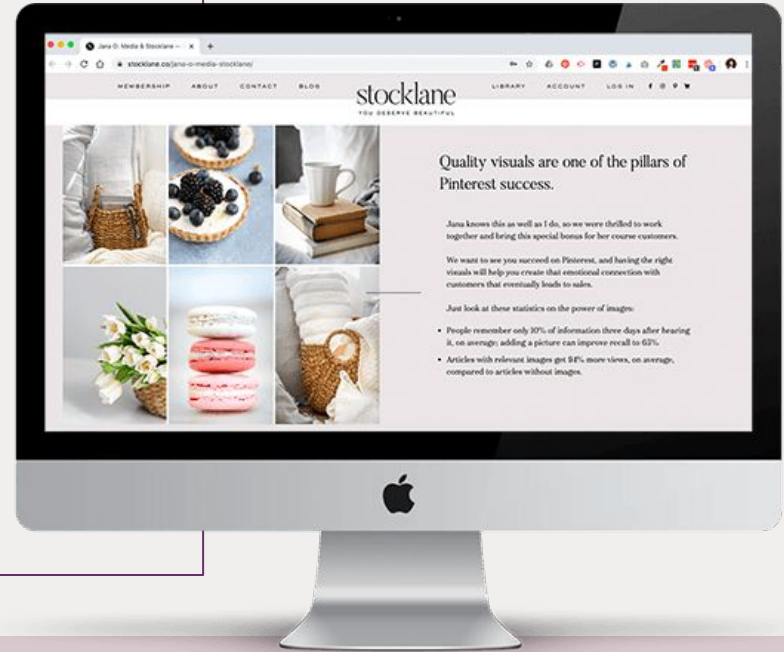 Jana O. Media & Stocklane –
stocklane.co/jana-o-media-stocklane/
MEMBERSHIP ABOUT CONTACT BLOG
stocklane
YOU DESERVE BEAUTIFUL
LIBRARY ACCOUNT LOG IN
Quality visuals are one of the pillars of
Pinterest success.
Jana knows this as well as I do, so we were thrilled to work
together and bring this special bonus for her course customers.
We want to see you succeed on Pinterest, and having the right
visuals will help you create that emotional connection with
customers that eventually leads to sales.
Just look at these statistics on the power of images:
• People remember only 10% of information three days after hearing
it, on average; adding a picture can improve recall to 65%.
• Articles with relevant images get 94% more views, on average,
compared to articles without images.